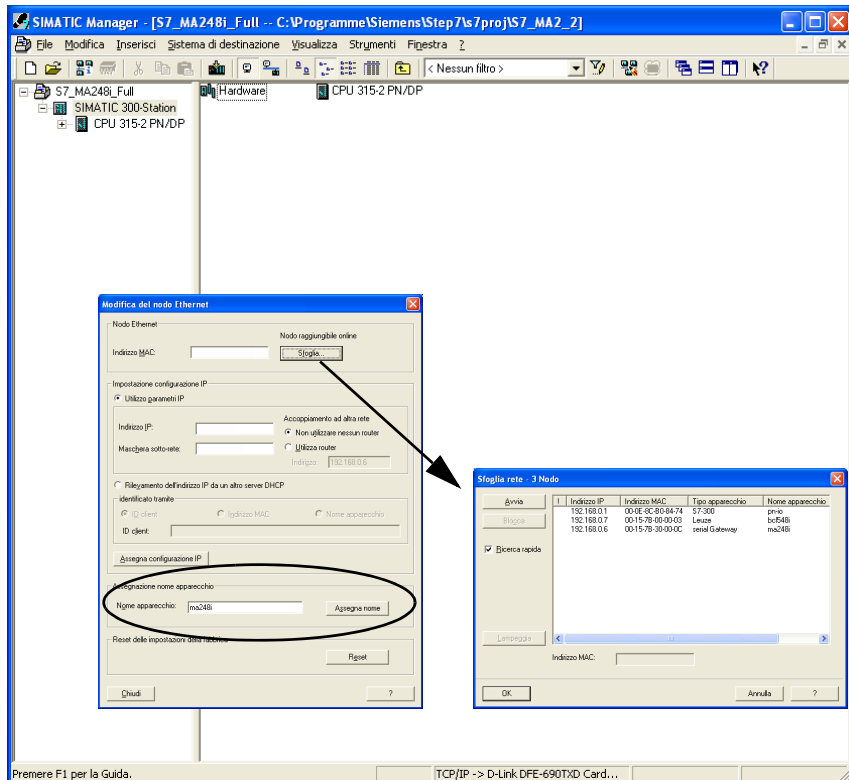 SIMATIC Manager - [S7_MA248i_Full -- C:\Programme\Siemens\Step7\s7proj\S7_MA2_2]
File Modifica Inserisci Sistema di destinazione Visualizza Strumenti Finestra ?
< Nessun filtro >
S7_MA248i_Full
SIMATIC 300-Station
CPU 315-2 PN/DP
Hardware
CPU 315-2 PN/DP
Modifica del nodo Ethernet
Nodo Ethernet
Nodo raggiungibile online
Indirizzo MAC:
Sfoglia...
Impostazione configurazione IP
Utilizzo parametri IP
Indirizzo IP:
Maschera sotto-rete:
Accoppiamento ad altra rete
Non utilizzare nessun router
Utilizza router
Indirizzo: 192.168.0.6
Rilevamento dell'indirizzo IP da un altro server DHCP
identificato tramite
ID client
Indirizzo MAC
Nome apparecchio
ID client:
Assegna configurazione IP
Assegnazione nome apparecchio
Nome apparecchio: ma248i
Assegna nome
Reset delle impostazioni della fabbrica
Reset
Chiudi
?
Sfoglia rete - 3 Nodo
Avvia
Blocca
Ricerca rapida
Lampeggia
! Indirizzo IP Indirizzo MAC Tipo apparecchio Nome apparecchio
192.168.0.1 00-0E-8C-B0-84-74 S7-300 pn-io
192.168.0.7 00-15-7B-00-00-03 Leuze bcl548i
192.168.0.6 00-15-7B-30-00-0C serial Gateway ma248i
Indirizzo MAC:
OK
Annulla
?
Premere F1 per la Guida.
TCP/IP -> D-Link DFE-690TXD Card...